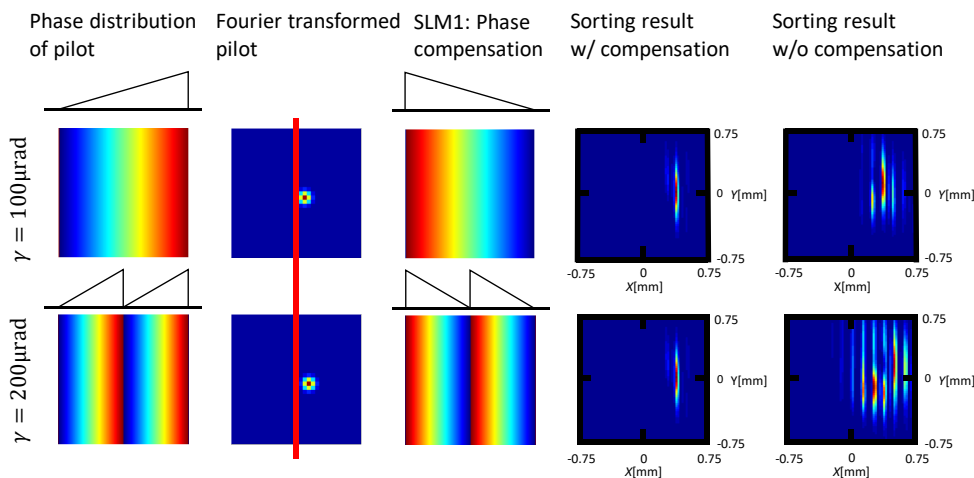 Phase distribution
of pilot
Fourier transformed
pilot
SLM1: Phase
compensation
Sorting result
w/ compensation
Sorting result
w/o compensation
γ = 100μrad
0.75
0 Y[mm]
-0.75
-0.75 0 0.75
X[mm]
0.75
0 Y[mm]
-0.75
-0.75 0 0.75
X[mm]
γ = 200μrad
0.75
0 Y[mm]
-0.75
-0.75 0 0.75
X[mm]
0.75
0 Y[mm]
-0.75
-0.75 0 0.75
X[mm]